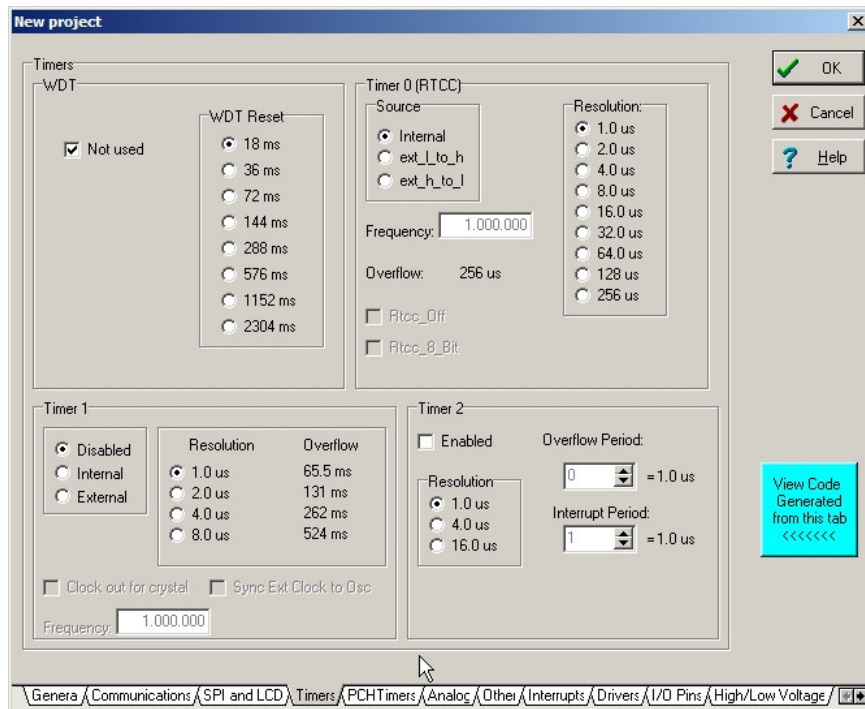 New project
Timers
WDT
Not used
WDT Reset
18 ms
36 ms
72 ms
144 ms
288 ms
576 ms
1152 ms
2304 ms
Timer 0 (RTCC)
Source
Internal
ext_l_to_h
ext_h_to_l
Frequency: 1.000.000
Overflow: 256 us
Rtcc_Off
Rtcc_8_Bit
Resolution:
1.0 us
2.0 us
4.0 us
8.0 us
16.0 us
32.0 us
64.0 us
128 us
256 us
OK
Cancel
Help
Timer 1
Disabled
Internal
External
Resolution Overflow
1.0 us 65.5 ms
2.0 us 131 ms
4.0 us 262 ms
8.0 us 524 ms
Clock out for crystal Sync Ext Clock to Osc
Frequency: 1.000.000
Timer 2
Enabled
Resolution
1.0 us
4.0 us
16.0 us
Overflow Period:
0 =1.0 us
Interrupt Period:
1 =1.0 us
View Code
Generated
from this tab
<<<<<<<
Genera Communications SPI and LCD Timers PCHTimers Analog Other Interrupts Drivers I/O Pins High/Low Voltage